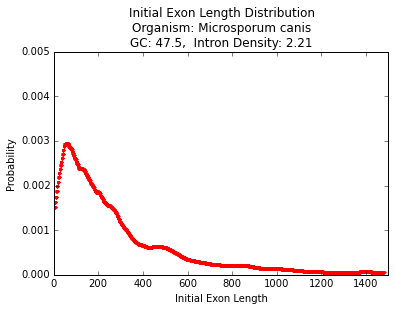 Initial Exon Length Distribution
Organism: Microsporum canis
GC: 47.5,  Intron Density: 2.21
0.005
0.004
0.003
0.002
0.001
0.000
Probability
0 200 400 600 800 1000 1200 1400
Initial Exon Length